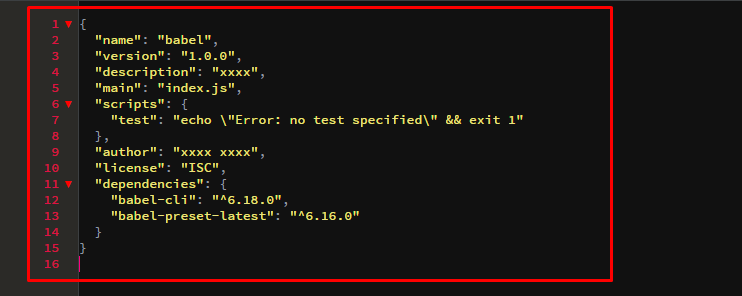 1 {
2 "name": "babel",
3 "version": "1.0.0",
4 "description": "xxxx",
5 "main": "index.js",
6 "scripts": {
7 "test": "echo \"Error: no test specified\" && exit 1"
8 },
9 "author": "xxxx xxxx",
10 "license": "ISC",
11 "dependencies": {
12 "babel-cli": "^6.18.0",
13 "babel-preset-latest": "^6.16.0"
14 }
15 }
16